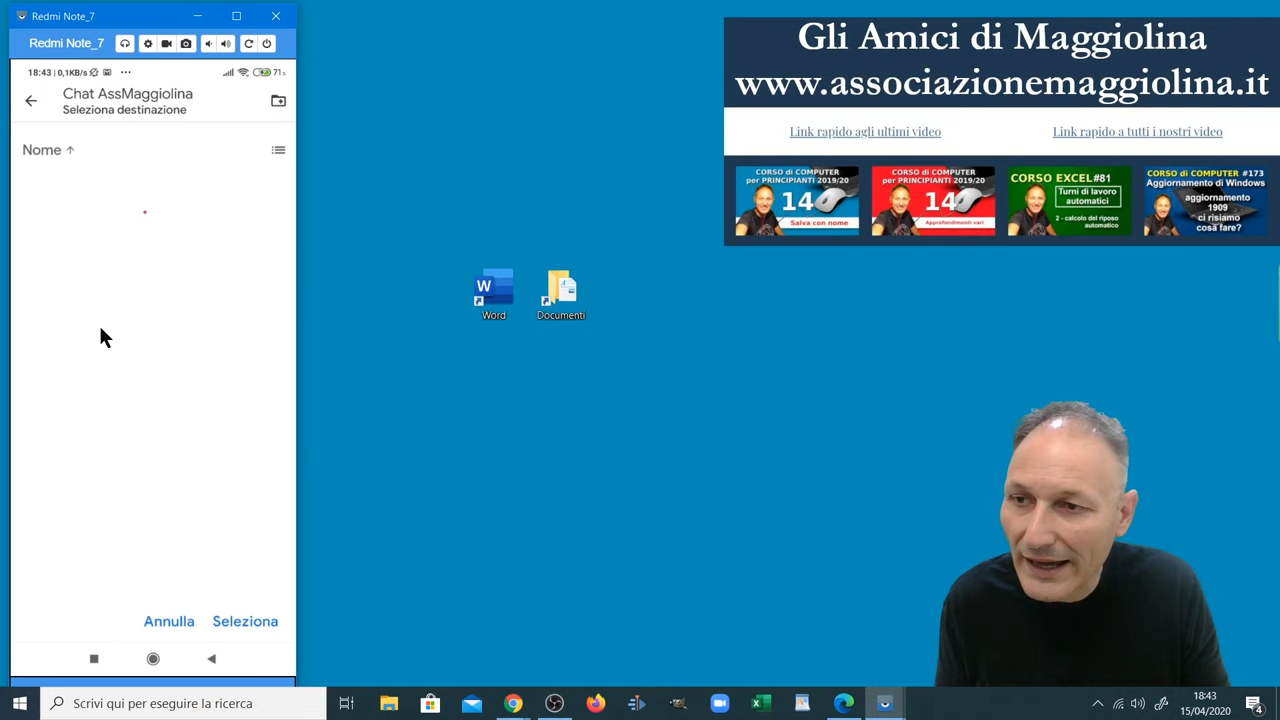 Redmi Note_7
Redmi Note_7
18:43 | 0,1KB/s
71
Chat AssMaggiolina
Seleziona destinazione
Nome
Annulla Seleziona
Gli Amici di Maggiolina
www.associazionemaggiolina.it
Link rapido agli ultimi video
Link rapido a tutti i nostri video
CORSO di COMPUTER
per PRINCIPIANTI 2019/20
14
Salva con nome
CORSO di COMPUTER
per PRINCIPIANTI 2019/20
14
Approfondimenti vari
CORSO EXCEL#81
Turni di lavoro
automatici
2 - calcolo del riposo
automatico
CORSO di COMPUTER #173
Aggiornamento di Windows
aggiornamento
1909
ci risiamo
cosa fare?
W
Word
Documenti
Scrivi qui per eseguire la ricerca
18:43
15/04/2020
4